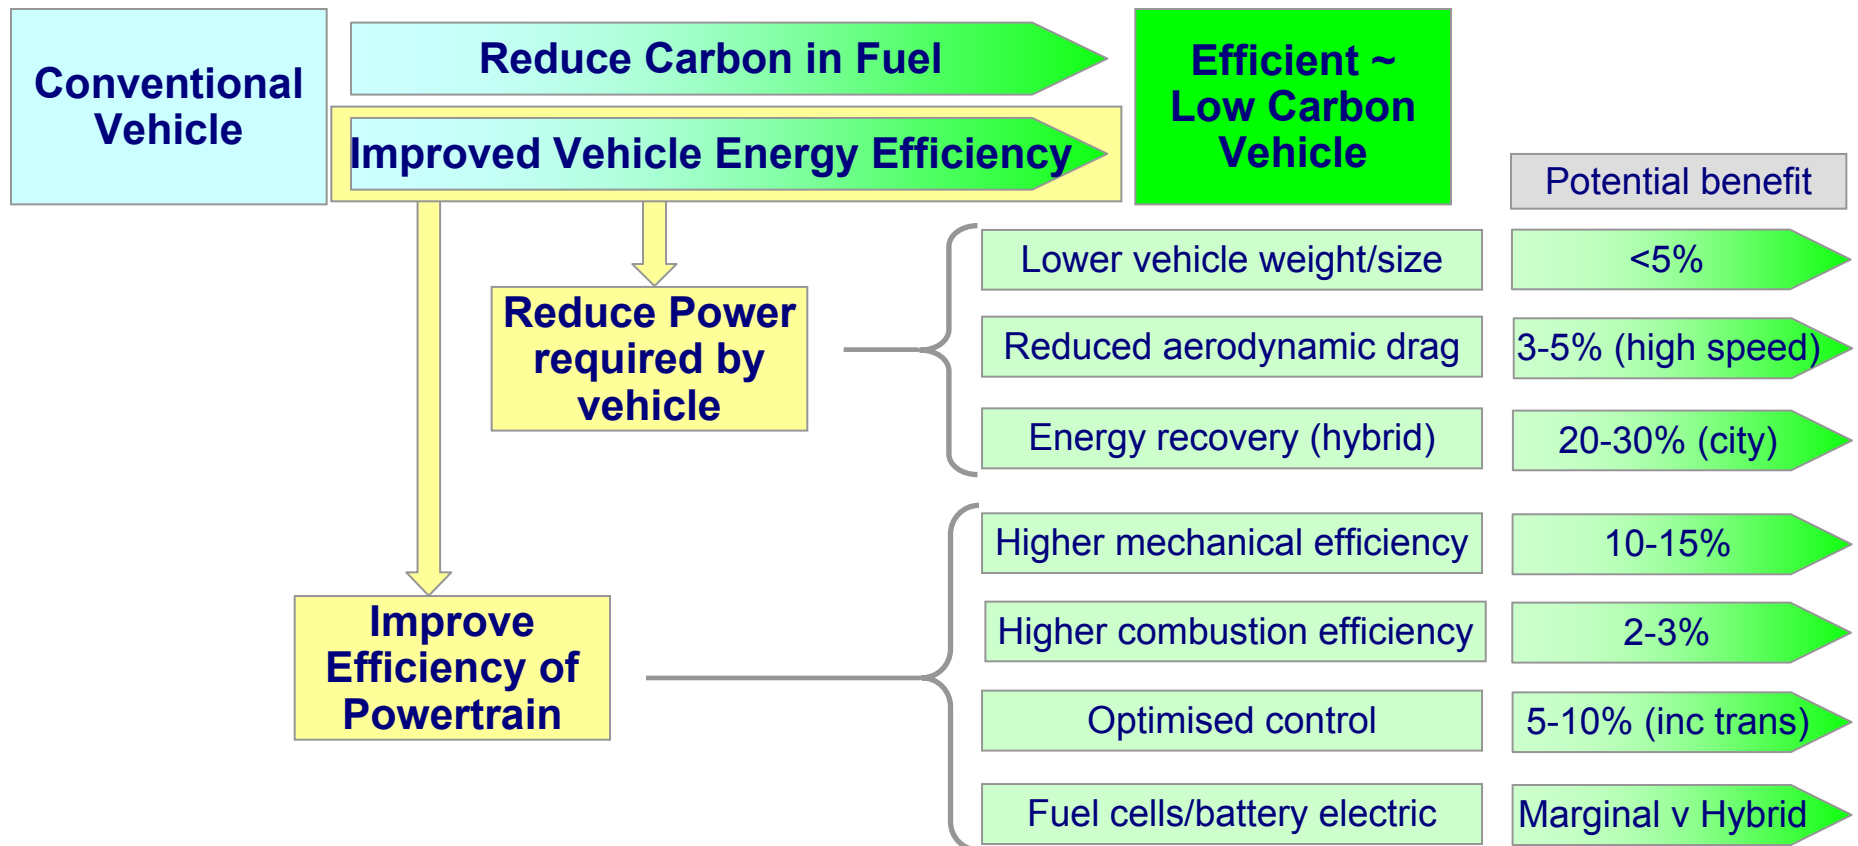 Conventional
Vehicle
Reduce Carbon in Fuel
Improved Vehicle Energy Efficiency
Efficient ~
Low Carbon
Vehicle
Potential benefit
Reduce Power
required by
vehicle
Lower vehicle weight/size
<5%
Reduced aerodynamic drag
3-5% (high speed)
Energy recovery (hybrid)
20-30% (city)
Improve
Efficiency of
Powertrain
Higher mechanical efficiency
10-15%
Higher combustion efficiency
2-3%
Optimised control
5-10% (inc trans)
Fuel cells/battery electric
Marginal v Hybrid